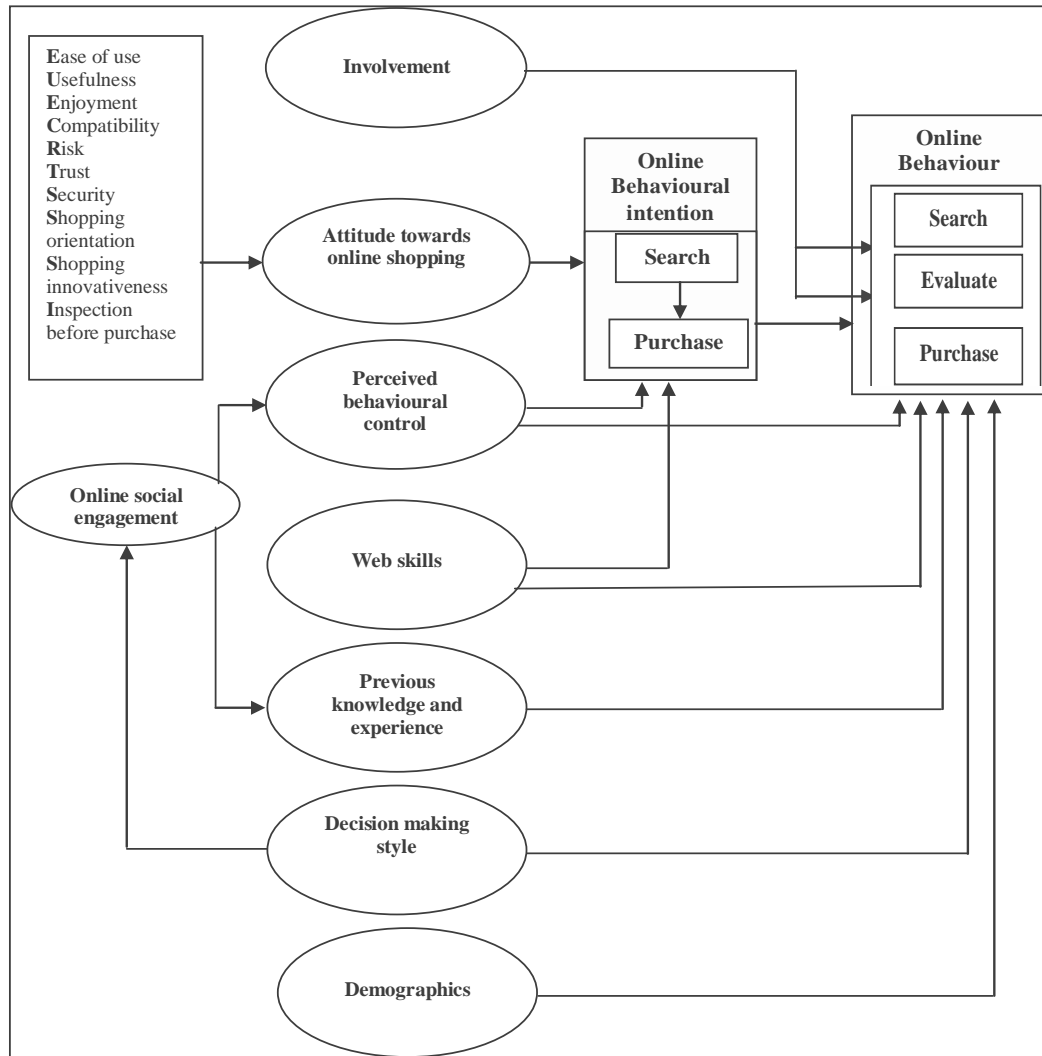 Ease of use
Usefulness
Enjoyment
Compatibility
Risk
Trust
Security
Shopping
orientation
Shopping
innovativeness
Inspection
before purchase
Involvement
Attitude towards
online shopping
Perceived
behavioural
control
Online social
engagement
Web skills
Previous
knowledge and
experience
Decision making
style
Demographics
Online
Behavioural
intention
Search
Purchase
Online
Behaviour
Search
Evaluate
Purchase